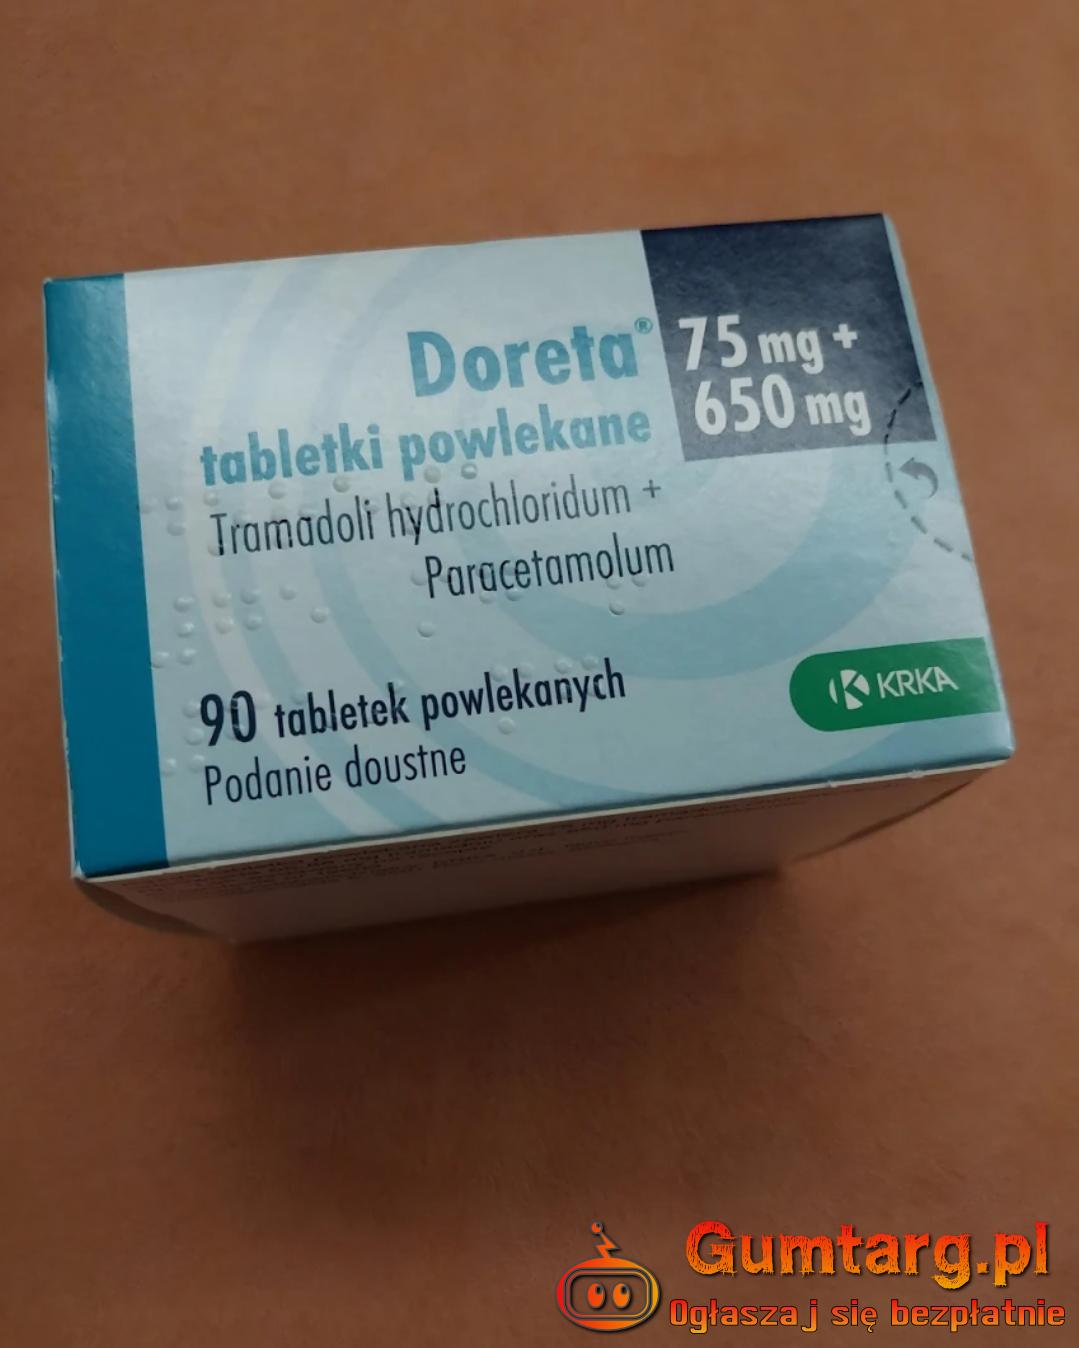 Doreta® 75 mg +
650 mg
tabletki powlekane
Tramadoli hydrochloridum +
Paracetamolum
90 tabletek powlekanych
Podanie doustne
KRKA
Gumtarg.pl
Ogłaszaj się bezpłatnie